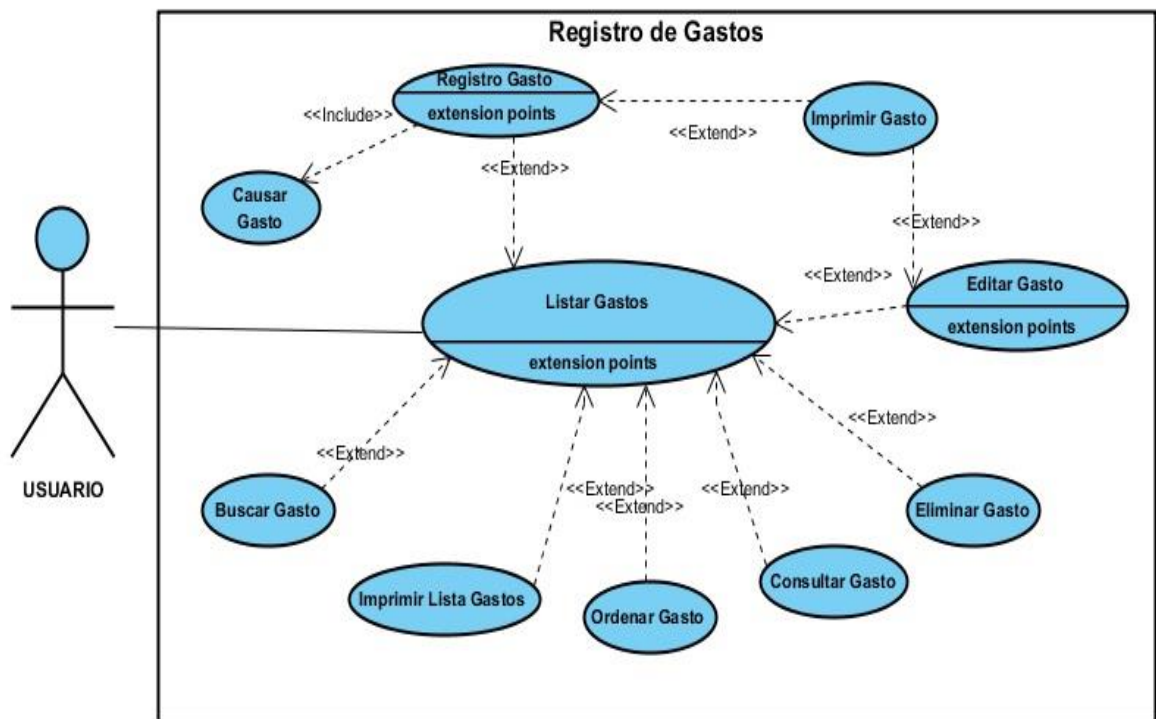 Registro de Gastos
Registro Gasto
extension points
Imprimir Gasto
<<Include>>
<<Extend>>
<<Extend>>
Causar
Gasto
<<Extend>>
Listar Gastos
extension points
<<Extend>>
Editar Gasto
extension points
USUARIO
<<Extend>>
<<Extend>>
<<Extend>>
<<Extend>>
<<Extend>>
Buscar Gasto
Imprimir Lista Gastos
Ordenar Gasto
Consultar Gasto
Eliminar Gasto